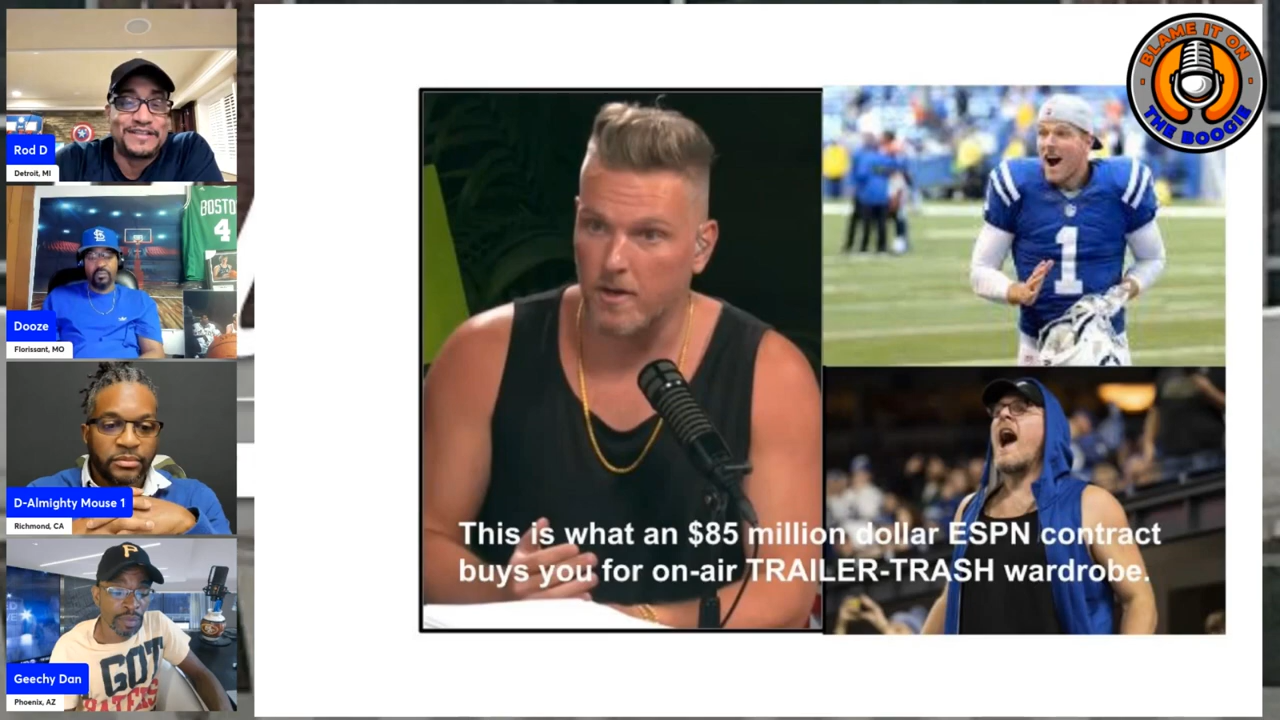 Rod D
Detroit, MI
BOSTO
4
Dooze
Florissant, MO
D-Almighty Mouse 1
Richmond, CA
P
GOT
HATERS
Geechy Dan
Phoenix, AZ
1
This is what an $85 million dollar ESPN contract
buys you for on-air TRAILER-TRASH wardrobe.
BLAME IT ON
THE BOOGIE